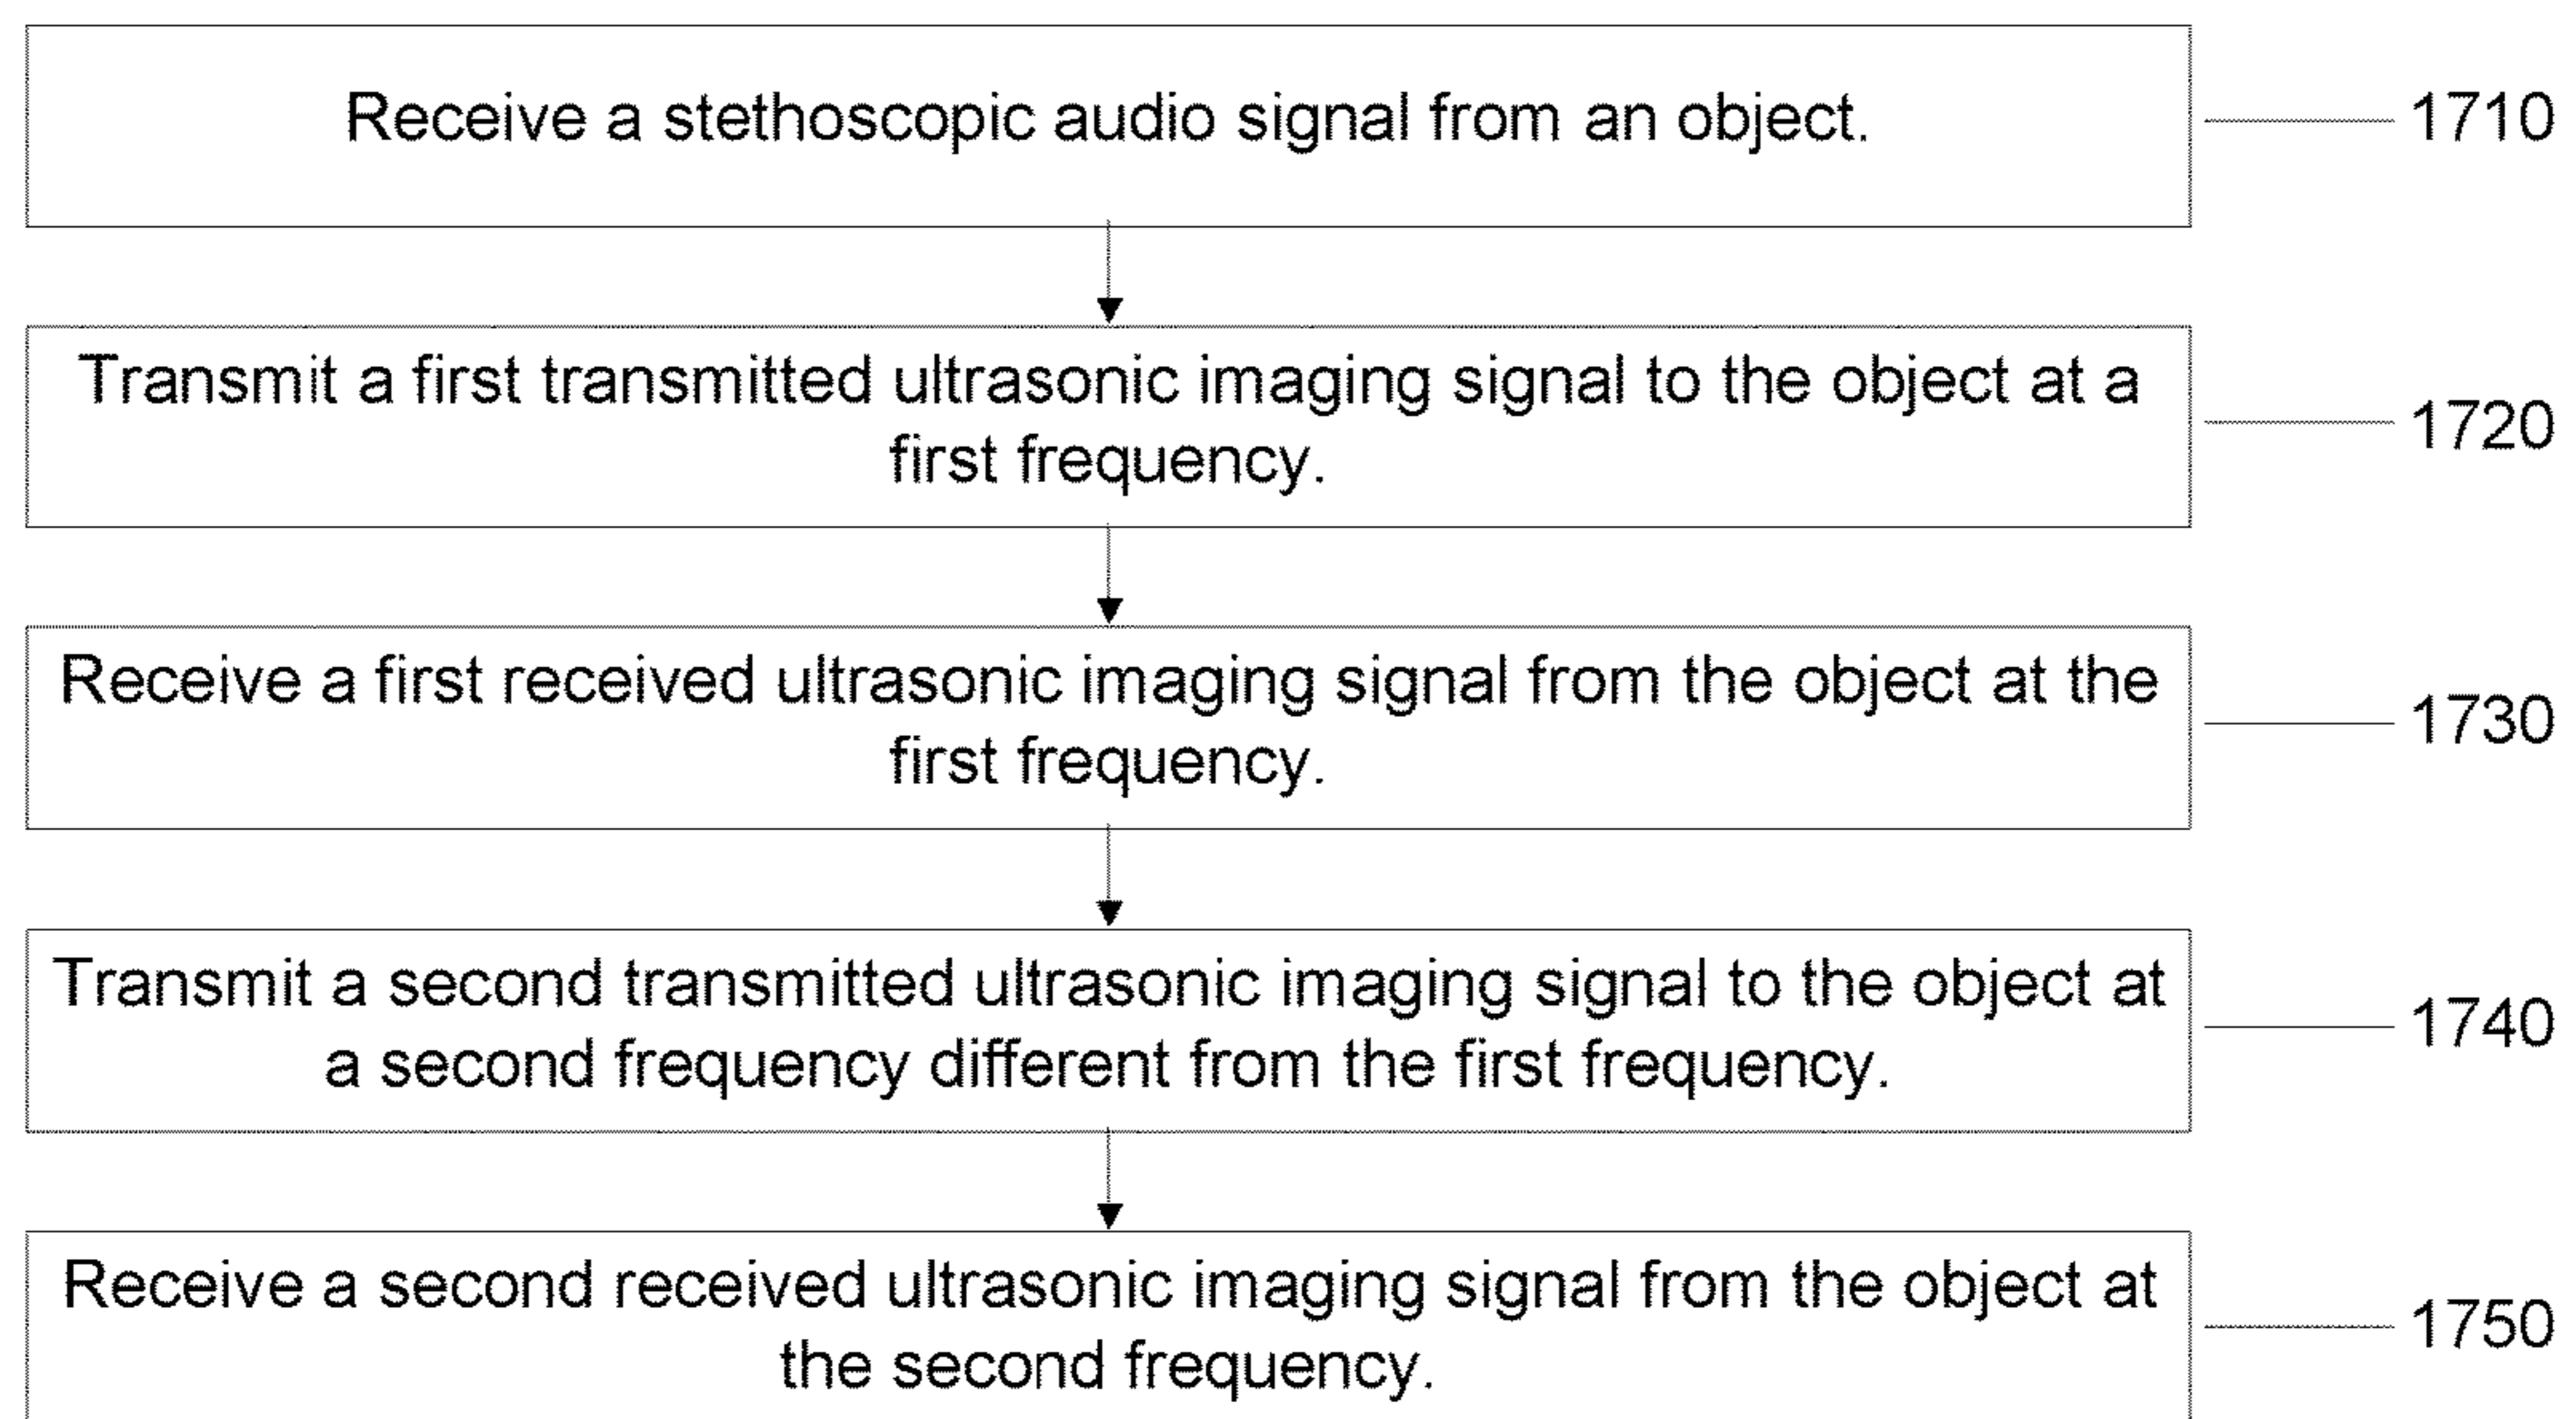 Receive a stethoscopic audio signal from an object.
1710
Transmit a first transmitted ultrasonic imaging signal to the object at a
first frequency.
1720
Receive a first received ultrasonic imaging signal from the object at the
first frequency.
1730
Transmit a second transmitted ultrasonic imaging signal to the object at
a second frequency different from the first frequency.
1740
Receive a second received ultrasonic imaging signal from the object at
the second frequency.
1750